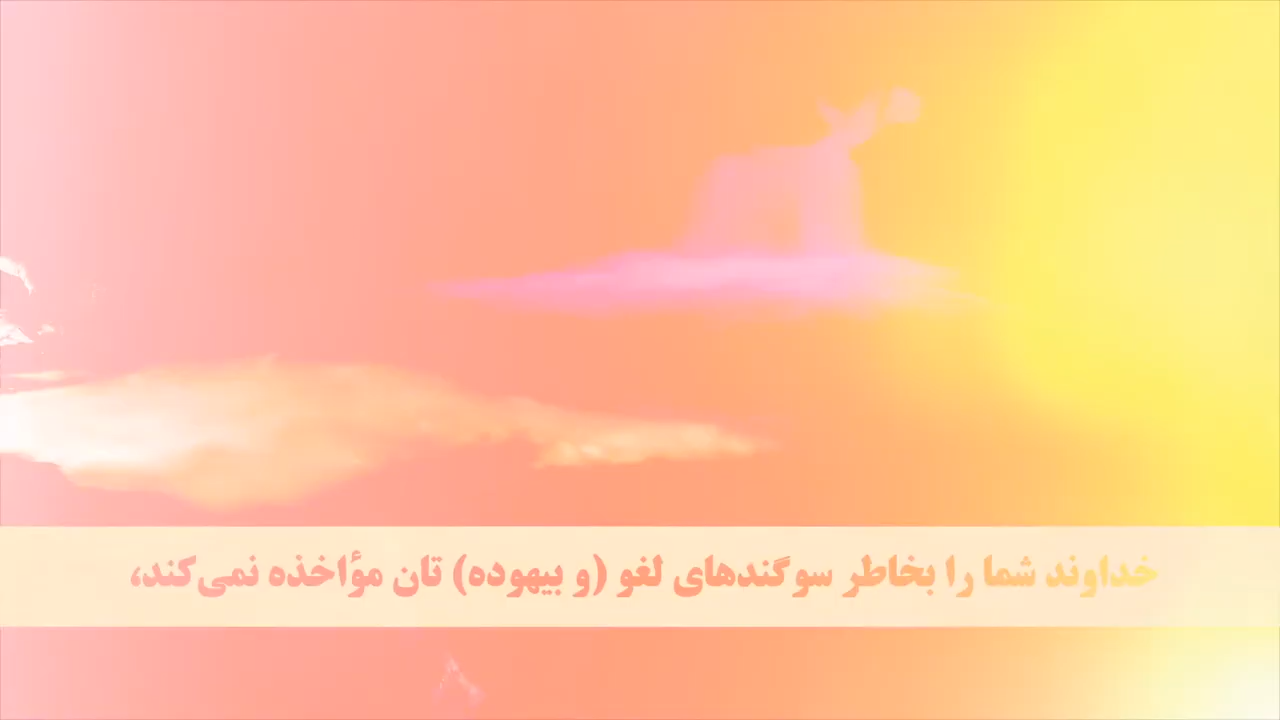 خداوند شما را بخاطر سوگندهای لغو (و بیهوده) تان مؤاخذه نمی‌کند،